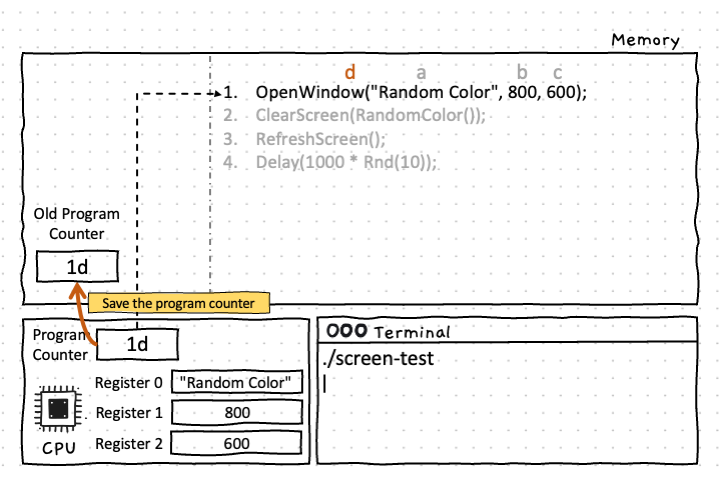 Memory
d a b c
1. OpenWindow("Random Color", 800, 600);
2. ClearScreen(RandomColor());
3. RefreshScreen();
4. Delay(1000 * Rnd(10));
Old Program
Counter
1d
Save the program counter
Program
Counter
1d
Register 0 "Random Color"
Register 1 800
Register 2 600
CPU
Terminal
./screen-test
|